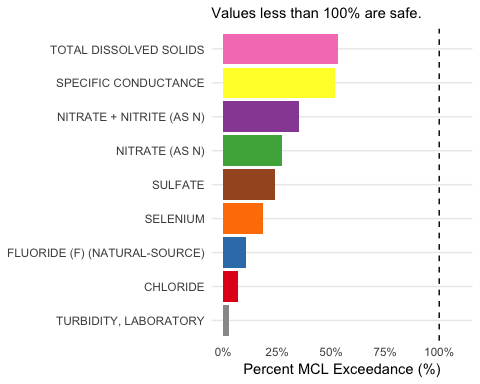 Values less than 100% are safe.
TOTAL DISSOLVED SOLIDS
SPECIFIC CONDUCTANCE
NITRATE + NITRITE (AS N)
NITRATE (AS N)
SULFATE
SELENIUM
FLUORIDE (F) (NATURAL-SOURCE)
CHLORIDE
TURBIDITY, LABORATORY
0% 25% 50% 75% 100%
Percent MCL Exceedance (%)